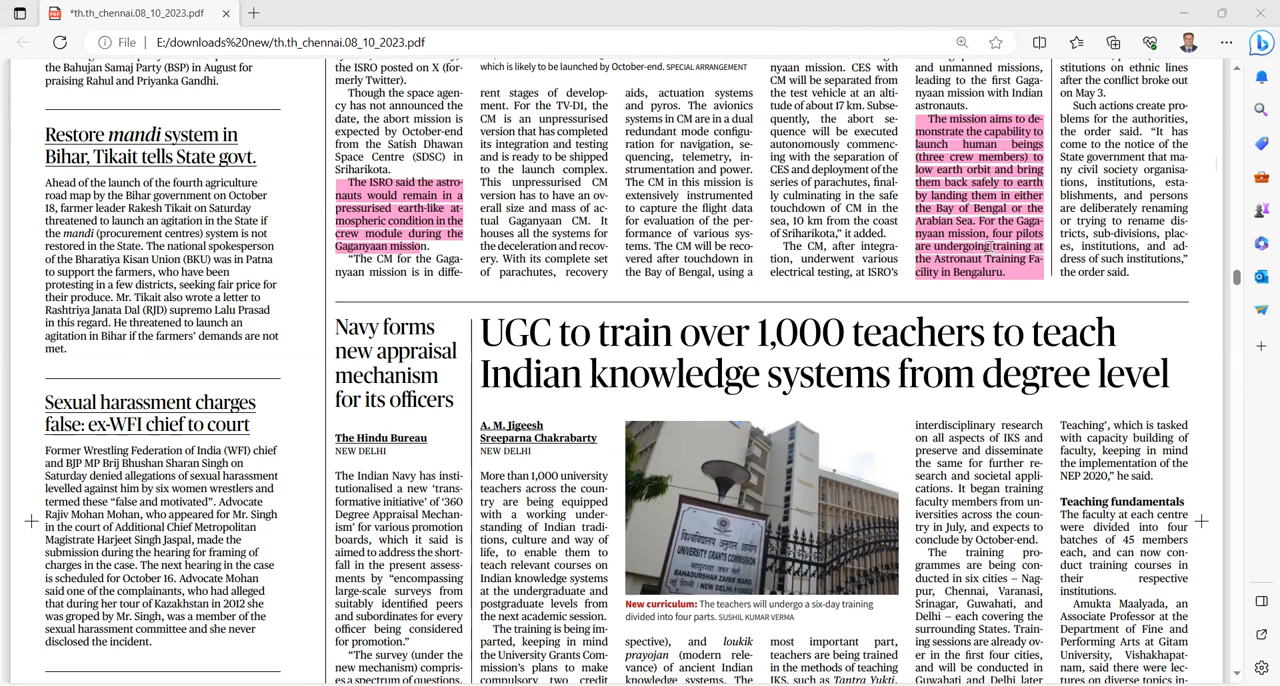 *th.th_chennai.08_10_2023.pdf
File
E:/downloads%20new/th.th_chennai.08_10_2023.pdf
the Bahujan Samaj Party (BSP) in August for
praising Rahul and Priyanka Gandhi.
Restore mandi system in
Bihar, Tikait tells State govt.
Ahead of the launch of the fourth agriculture
road map by the Bihar government on October
18, farmer leader Rakesh Tikait on Saturday
threatened to launch an agitation in the State if
the mandi (procurement centres) system is not
restored in the State. The national spokesperson
of the Bharatiya Kisan Union (BKU) was in Patna
to support the farmers, who have been
protesting in a few districts, seeking fair price for
their produce. Mr. Tikait also wrote a letter to
Rashtriya Janata Dal (RJD) supremo Lalu Prasad
in this regard. He threatened to launch an
agitation in Bihar if the farmers' demands are not
met.
Sexual harassment charges
false: ex-WFI chief to court
Former Wrestling Federation of India (WFI) chief
and BJP MP Brij Bhushan Sharan Singh on
Saturday denied allegations of sexual harassment
levelled against him by six women wrestlers and
termed these "false and motivated". Advocate
Rajiv Mohan Mohan, who appeared for Mr. Singh
in the court of Additional Chief Metropolitan
Magistrate Harjeet Singh Jaspal, made the
submission during the hearing for framing of
charges in the case. The next hearing in the case
is scheduled for October 16. Advocate Mohan
said one of the complainants, who had alleged
that during her tour of Kazakhstan in 2012 she
was groped by Mr. Singh, was a member of the
sexual harassment committee and she never
disclosed the incident.
the ISRO posted on X (for-
merly Twitter).
Though the space agen-
cy has not announced the
date, the abort mission is
expected by October-end
from the Satish Dhawan
Space Centre (SDSC) in
Sriharikota.
The ISRO said the astro-
nauts would remain in a
pressurised earth-like at-
mospheric condition in the
crew module during the
Gaganyaan mission.
"The CM for the Gaga-
nyaan mission is in diffe-
which is likely to be launched by October-end. SPECIAL ARRANGEMENT
rent stages of develop-
ment. For the TV-D1, the
CM is an unpressurised
version that has completed
its integration and testing
and is ready to be shipped
to the launch complex.
This unpressurised CM
version has to have an ov-
erall size and mass of ac-
tual Gaganyaan CM. It
houses all the systems for
the deceleration and recov-
ery. With its complete set
of parachutes, recovery
aids, actuation systems
and pyros. The avionics
systems in CM are in a dual
redundant mode configu-
ration for navigation, se-
quencing, telemetry, in-
strumentation and power.
The CM in this mission is
extensively instrumented
to capture the flight data
for evaluation of the per-
formance of various sys-
tems. The CM will be reco-
vered after touchdown in
the Bay of Bengal, using a
nyaan mission. CES with
CM will be separated from
the test vehicle at an alti-
tude of about 17 km. Subse-
quently, the abort se-
quence will be executed
autonomously commenc-
ing with the separation of
CES and deployment of the
series of parachutes, final-
ly culminating in the safe
touchdown of CM in the
sea, 10 km from the coast
of Sriharikota," it added.
The CM, after integra-
tion, underwent various
electrical testing, at ISRO's
and unmanned missions,
leading to the first Gaga-
nyaan mission with Indian
astronauts.
The mission aims to de-
monstrate the capability to
launch human beings
(three crew members) to
low earth orbit and bring
them back safely to earth
by landing them in either
the Bay of Bengal or the
Arabian Sea. For the Gaga-
nyaan mission, four pilots
are undergoing training at
the Astronaut Training Fa-
cility in Bengaluru.
stitutions on ethnic lines
after the conflict broke out
on May 3.
Such actions create pro-
blems for the authorities,
the order said. "It has
come to the notice of the
State government that ma-
ny civil society organisa-
tions, institutions, esta-
blishments, and persons
are deliberately renaming
or trying to rename dis-
tricts, sub-divisions, plac-
es, institutions, and ad-
dress of such institutions,"
the order said.
Navy forms
new appraisal
mechanism
for its officers
The Hindu Bureau
NEW DELHI
The Indian Navy has insti-
tutionalised a new 'trans-
formative initiative' of '360
Degree Appraisal Mechan-
ism' for various promotion
boards, which it said is
aimed to address the short-
fall in the present assess-
ments by "encompassing
large-scale surveys from
suitably identified peers
and subordinates for every
officer being considered
for promotion."
"The survey (under the
new mechanism) compris-
es a spectrum of questions,
UGC to train over 1,000 teachers to teach
Indian knowledge systems from degree level
A. M. Jigeesh
Sreeparna Chakrabarty
NEW DELHI
More than 1,000 university
teachers across the coun-
try are being equipped
with a working under-
standing of Indian tradi-
tions, culture and way of
life, to enable them to
teach relevant courses on
Indian knowledge systems
at the undergraduate and
postgraduate levels from
the next academic session.
The training is being im-
parted, keeping in mind
the University Grants Com-
mission's plans to make
compulsory two credit
विश्वविद्यालय अनुदान आयोग
UNIVERSITY GRANTS COMMISSION
BAHADURSHAH ZAFAR MARG
NEW DELHI-110002
New curriculum: The teachers will undergo a six-day training
divided into four parts. SUSHIL KUMAR VERMA
spective), and loukik
prayojan (modern rele-
vance) of ancient Indian
knowledge systems. The
most important part,
teachers are being trained
in the methods of teaching
IKS, such as Tantra Yukti,
interdisciplinary research
on all aspects of IKS and
preserve and disseminate
the same for further re-
search and societal appli-
cations. It began training
faculty members from un-
iversities across the coun-
try in July, and expects to
conclude by October-end.
The training pro-
grammes are being con-
ducted in six cities – Nag-
pur, Chennai, Varanasi,
Srinagar, Guwahati, and
Delhi – each covering the
surrounding States. Train-
ing sessions are already ov-
er in the first four cities,
and will be conducted in
Guwahati and Delhi later
Teaching', which is tasked
with capacity building of
faculty, keeping in mind
the implementation of the
NEP 2020," he said.
Teaching fundamentals
The faculty at each centre
were divided into four
batches of 45 members
each, and can now con-
duct training courses in
their respective
institutions.
Amukta Maalyada, an
Associate Professor at the
Department of Fine and
Performing Arts at Gitam
University, Vishakhapat-
nam, said there were lec-
tures on diverse topics in-